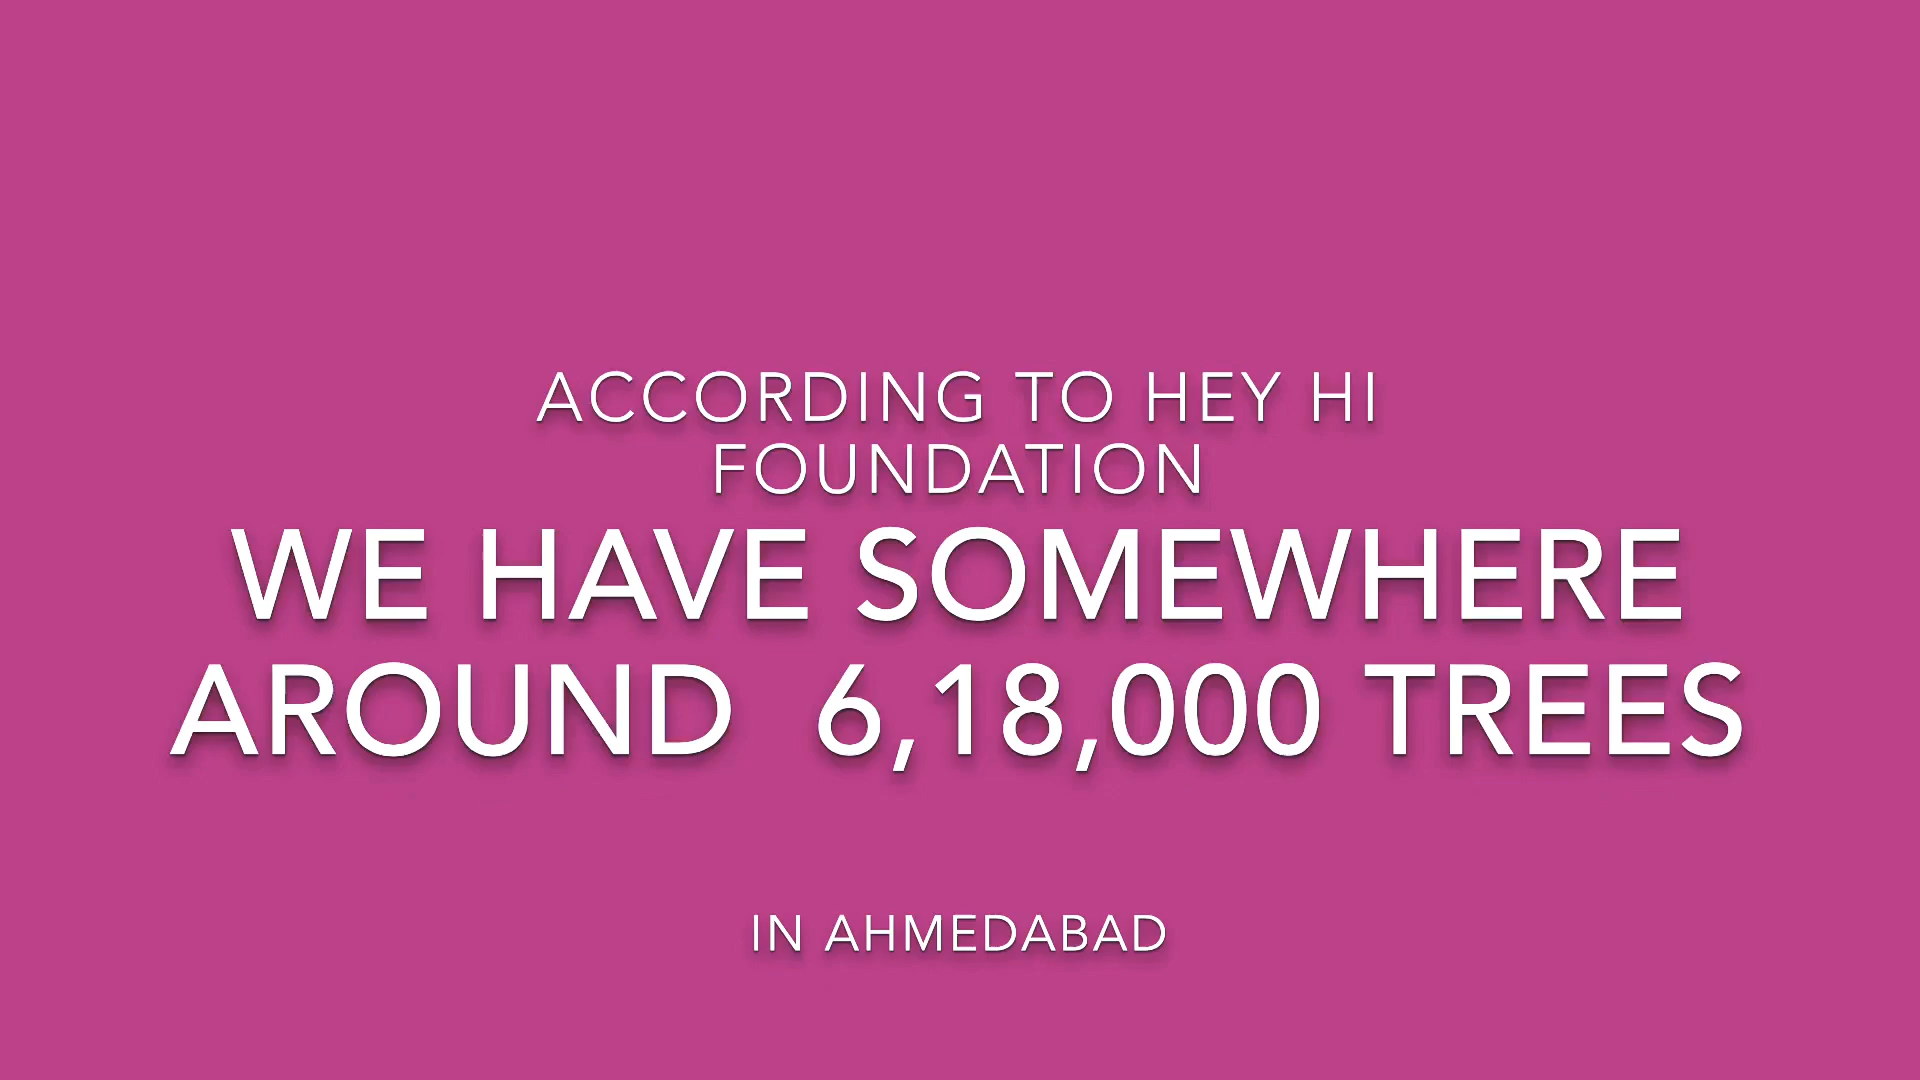 ACCORDING TO HEY HI
FOUNDATION
WE HAVE SOMEWHERE
AROUND  6,18,000 TREES
IN AHMEDABAD